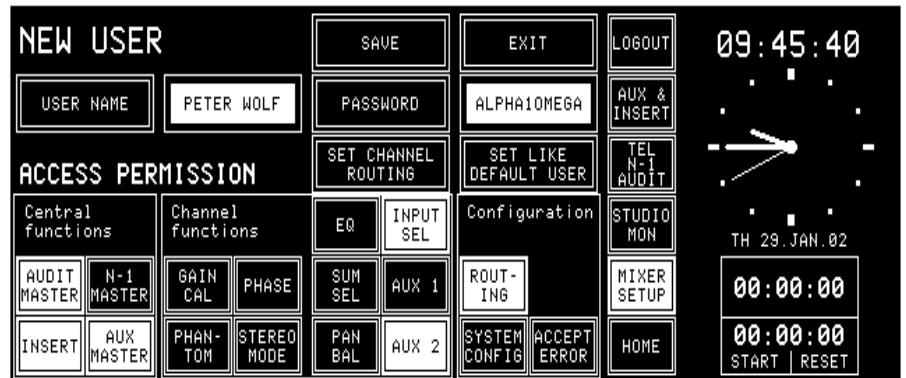 NEW USER
SAVE
EXIT
LOGOUT
09:45:40
USER NAME
PETER WOLF
PASSWORD
ALPHA1OMEGA
AUX &
INSERT
ACCESS PERMISSION
SET CHANNEL
ROUTING
SET LIKE
DEFAULT USER
TEL
N-1
AUDIT
Central
functions
Channel
functions
EQ
INPUT
SEL
Configuration
STUDIO
MON
TH 29.JAN.02
AUDIT
MASTER
N-1
MASTER
GAIN
CAL
PHASE
SUM
SEL
AUX 1
ROUT-
ING
MIXER
SETUP
00:00:00
INSERT
AUX
MASTER
PHAN-
TOM
STEREO
MODE
PAN
BAL
AUX 2
SYSTEM
CONFIG
ACCEPT
ERROR
HOME
00:00:00
START | RESET